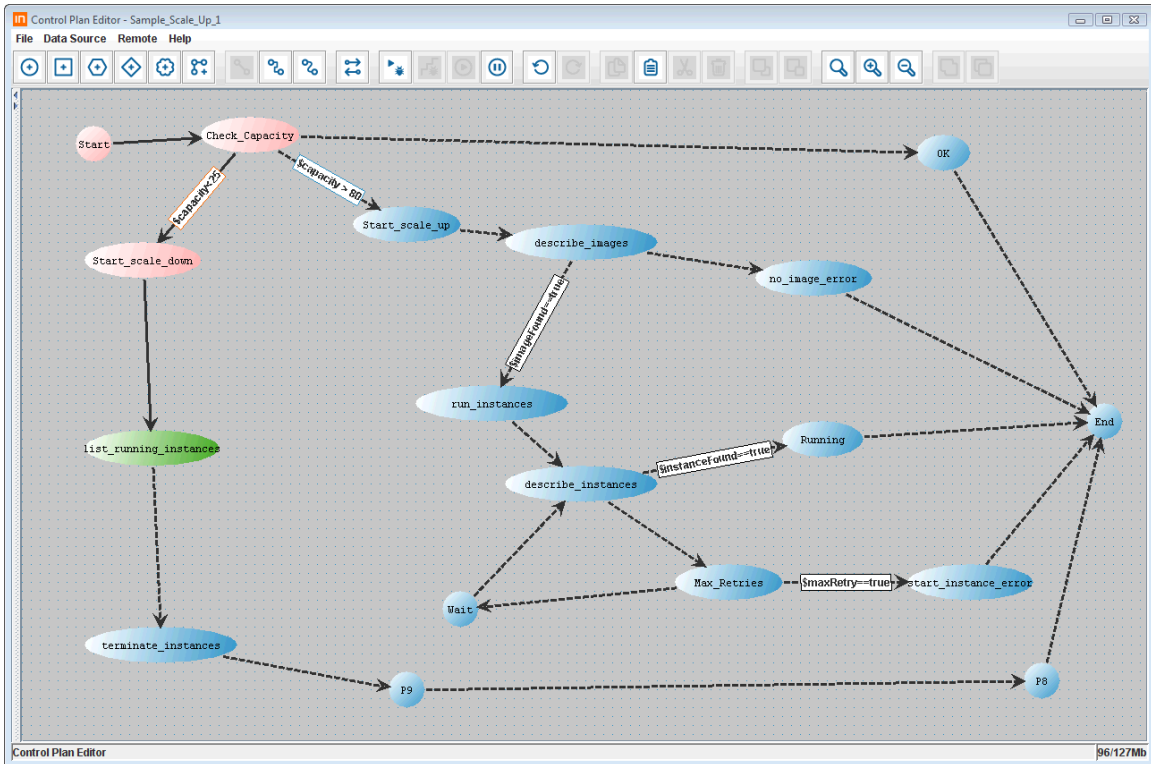 in Control Plan Editor - Sample_Scale_Up_1
File Data Source Remote Help
Start
Check_Capacity
OK
$capacity<25
$capacity > 80
Start_scale_up
describe_images
Start_scale_down
no_image_error
$imageFound==true
run_instances
End
list_running_instances
Running
$instanceFound==true
describe_instances
Max_Retries
$maxRetry==true
start_instance_error
Wait
terminate_instances
P9
P8
Control Plan Editor
96/127Mb